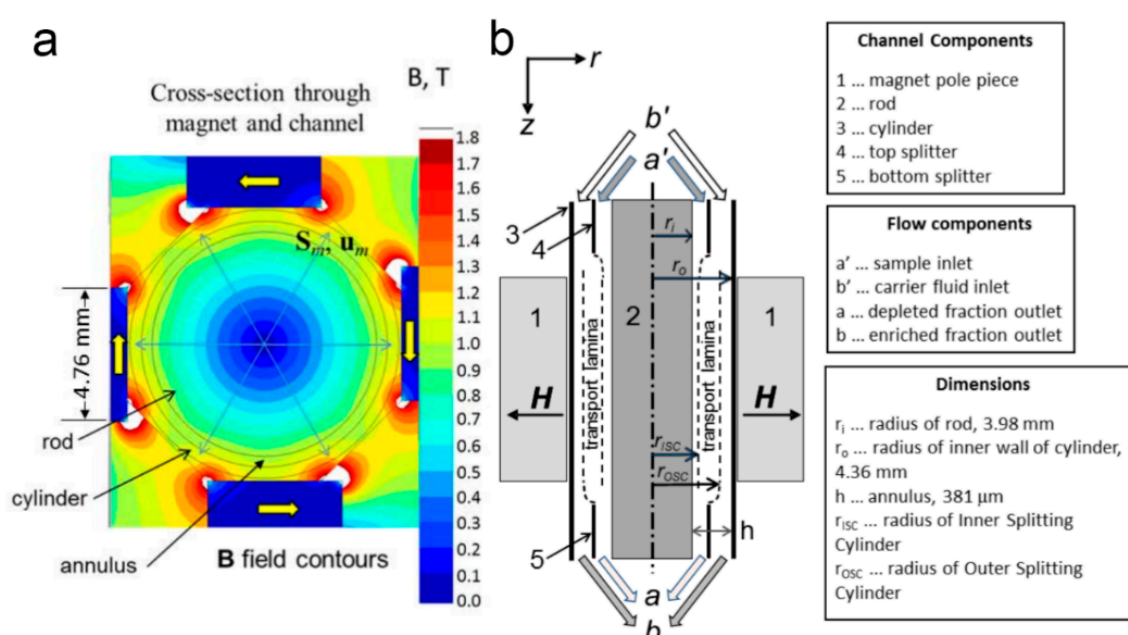 a
Cross-section through
magnet and channel
B, T
1.8
1.7
1.6
1.5
1.4
1.3
1.2
1.1
1.0
0.9
0.8
0.7
0.6
0.5
0.4
0.3
0.2
0.1
0.0
Sm, um
4.76 mm
rod
cylinder
annulus
B field contours
b
r
z
b'
a'
3
4
ri
ro
1
2
1
transport lamina
transport lamina
H
H
rISC
rOSC
h
5
a
b
Channel Components
1 ... magnet pole piece
2 ... rod
3 ... cylinder
4 ... top splitter
5 ... bottom splitter
Flow components
a' ... sample inlet
b' ... carrier fluid inlet
a ... depleted fraction outlet
b ... enriched fraction outlet
Dimensions
ri ... radius of rod, 3.98 mm
ro ... radius of inner wall of cylinder,
4.36 mm
h ... annulus, 381 µm
rISC ... radius of Inner Splitting
Cylinder
rOSC ... radius of Outer Splitting
Cylinder